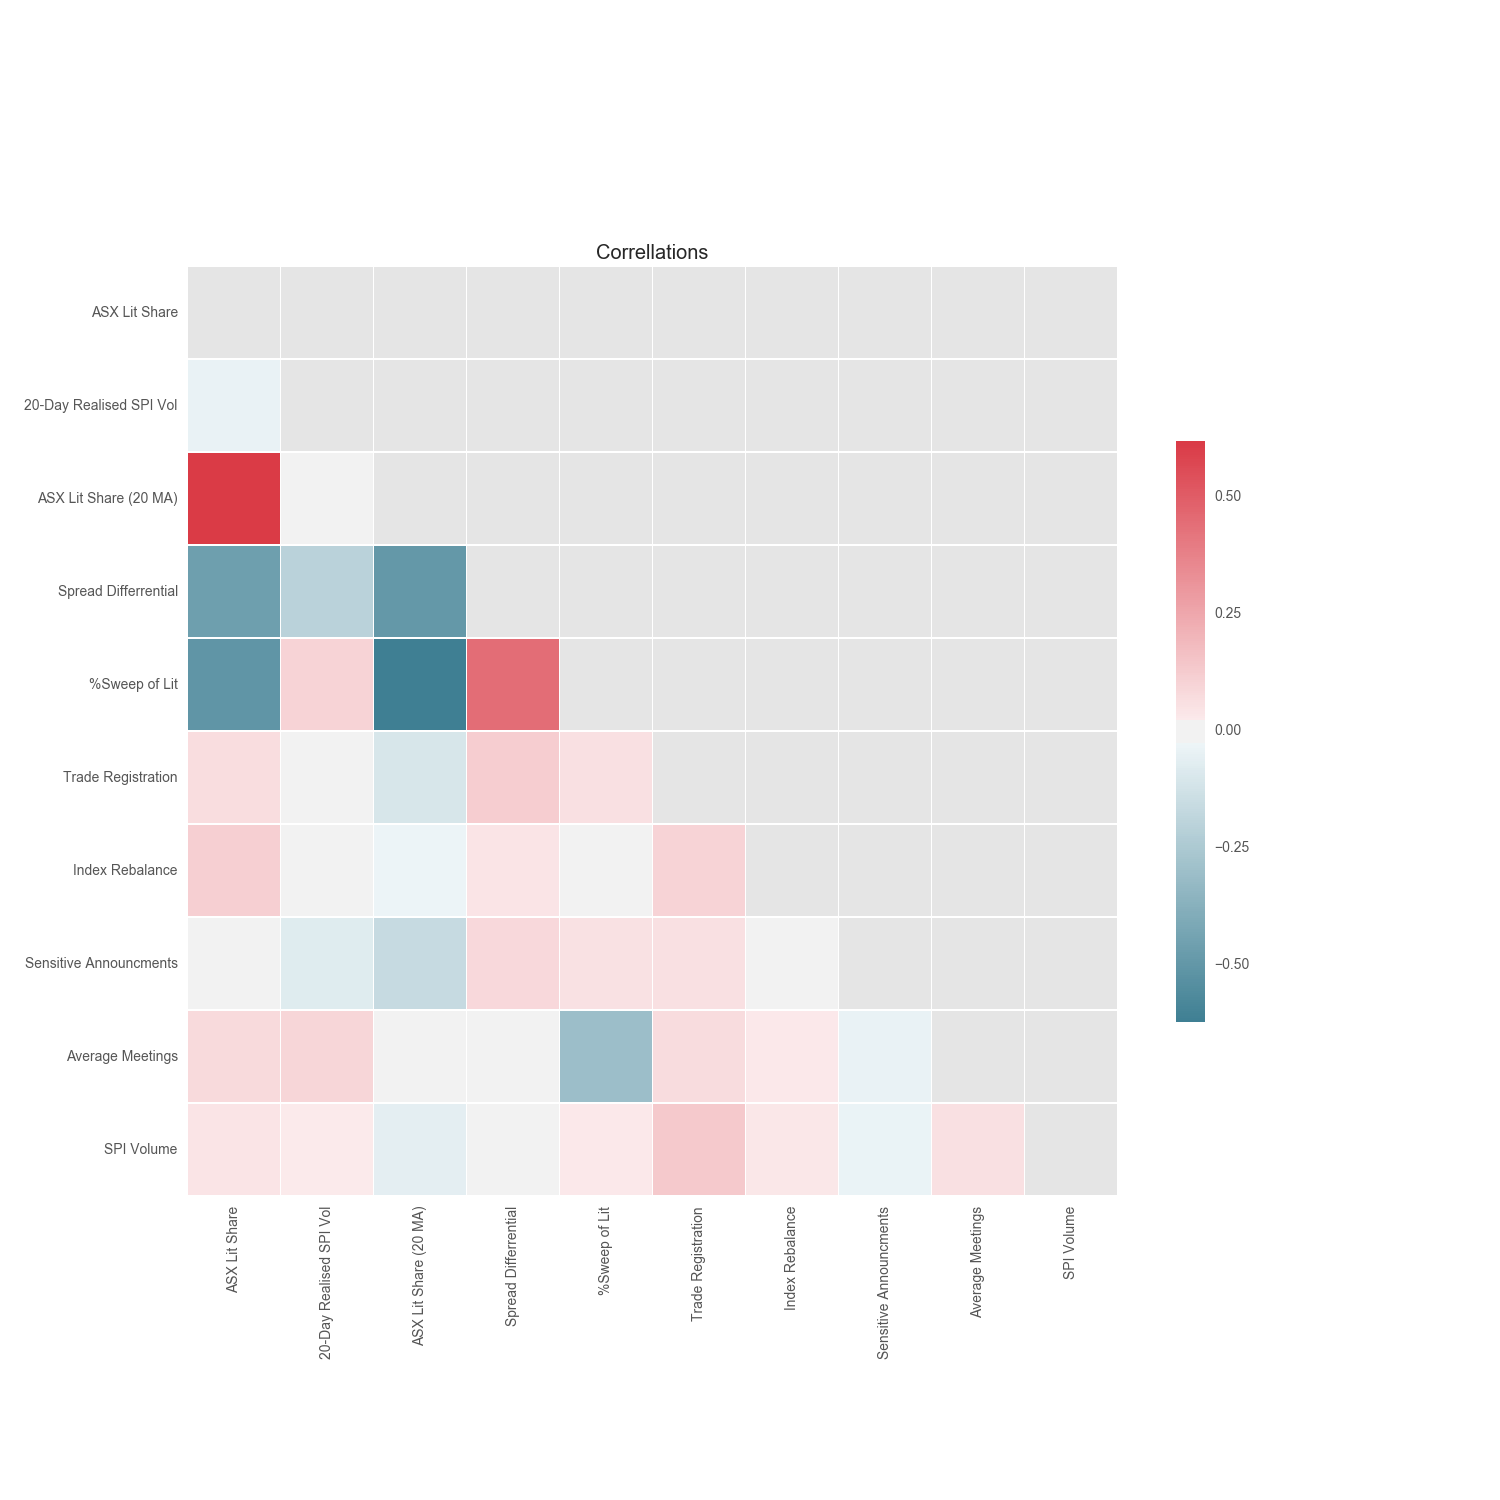 Correllations
ASX Lit Share
20-Day Realised SPI Vol
ASX Lit Share (20 MA)
Spread Differrential
%Sweep of Lit
Trade Registration
Index Rebalance
Sensitive Announcments
Average Meetings
SPI Volume
ASX Lit Share
20-Day Realised SPI Vol
ASX Lit Share (20 MA)
Spread Differrential
%Sweep of Lit
Trade Registration
Index Rebalance
Sensitive Announcments
Average Meetings
SPI Volume
0.50
0.25
0.00
−0.25
−0.50